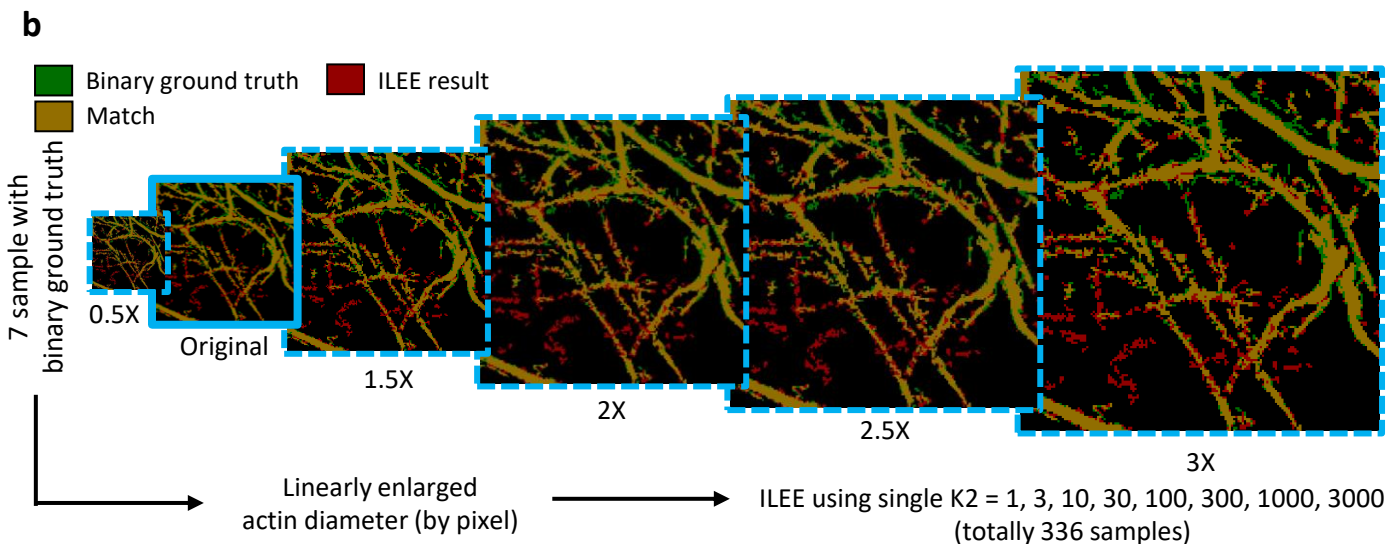 b
Binary ground truth
ILEE result
Match
7 sample with
binary ground truth
0.5X
Original
1.5X
2X
2.5X
3X
Linearly enlarged
actin diameter (by pixel)
ILEE using single K2 = 1, 3, 10, 30, 100, 300, 1000, 3000
(totally 336 samples)